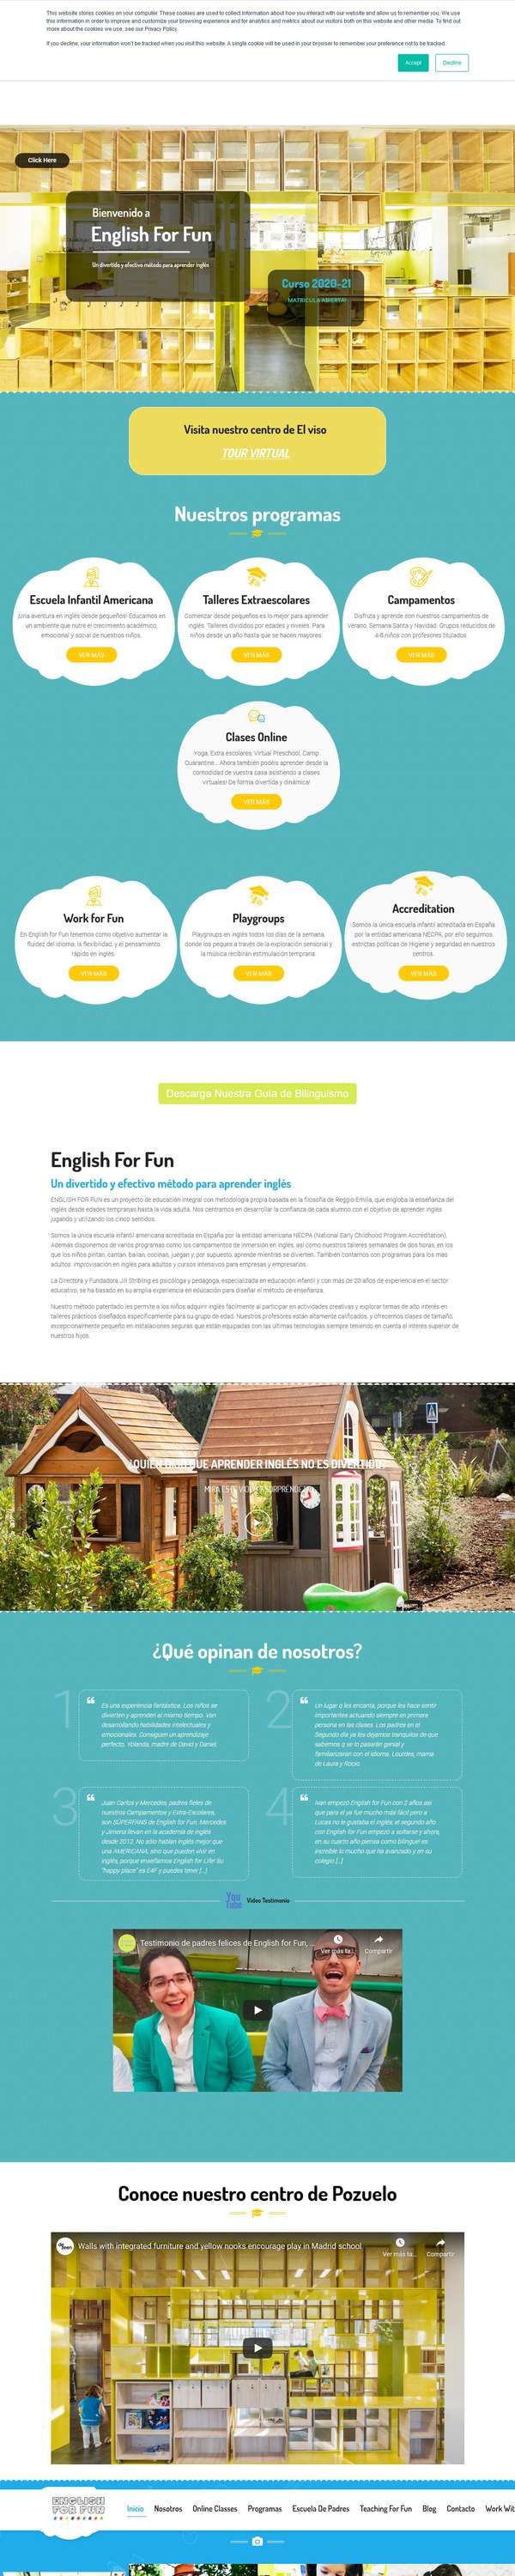 This website stores cookies on your computer. These cookies are used to collect information about how you interact with our website and allow us to remember you. We use
this information in order to improve and customize your browsing experience and for analytics and metrics about our visitors both on this website and other media. To find out
more about the cookies we use, see our Privacy Policy.
If you decline, your information won't be tracked when you visit this website. A single cookie will be used in your browser to remember your preference not to be tracked.
Accept
Decline
Click Here
Bienvenido a
English For Fun
Un divertido y efectivo método para aprender inglés
Curso 2020-21
MATRICULA ABIERTA!
Visita nuestro centro de El viso
TOUR VIRTUAL
Nuestros programas
Escuela Infantil Americana
¡Una aventura en inglés desde pequeños! Educamos en
un ambiente que nutre el crecimiento académico,
emocional y social de nuestros niños.
VER MÁS
Talleres Extraescolares
Comenzar desde pequeños es lo mejor para aprender
inglés. Talleres divididos por edades y niveles. Para
niños desde un año hasta que se hacen mayores.
VER MÁS
Campamentos
Disfruta y aprende con nuestros campamentos de
verano, Semana Santa y Navidad. Grupos reducidos de
4-8 niños con profesores titulados.
VER MÁS
Clases Online
Yoga, Extra escolares, Virtual Preschool, Camp
Quarantine... Ahora también podéis aprender desde la
comodidad de vuestra casa asistiendo a clases
virtuales! De forma divertida y dinámica!
VER MÁS
Work for Fun
En English for Fun tenemos como objetivo aumentar la
fluidez del idioma, la flexibilidad, y el pensamiento
rápido en inglés.
VER MÁS
Playgroups
Playgroups en inglés todos los días de la semana,
donde los peques a través de la exploración sensorial y
la música recibirán estimulación temprana.
VER MÁS
Accreditation
Somos la única escuela infantil acreditada en España
por la entidad americana NECPA, por ello seguimos
estrictas políticas de Higiene y seguridad en nuestros
centros.
VER MÁS
Descarga Nuestra Guía de Bilinguismo
English For Fun
Un divertido y efectivo método para aprender inglés
ENGLISH FOR FUN es un proyecto de educación integral con metodología propia basada en la filosofía de Reggio Emilia, que engloba la enseñanza del
inglés desde edades tempranas hasta la vida adulta. Nos centramos en desarrollar la confianza de cada alumno con el objetivo de aprender inglés
jugando y utilizando los cinco sentidos.
Somos la única escuela infantil americana acreditada en España por la entidad americana NECPA (National Early Childhood Program Accreditation).
Además disponemos de varios programas como los campamentos de inmersión en inglés, así como nuestros talleres semanales de dos horas, en los
que los niños pintan, cantan, bailan, cocinan, juegan y, por supuesto, aprende mientras se divierten. También contamos con programas para los mas
adultos: improvisación en inglés para adultos y cursos intensivos para empresas y empresarios.
La Directora y Fundadora Jill Stribling es psicóloga y pedagoga, especializada en educación infantil y con más de 20 años de experiencia en el sector
educativo, se ha basado en su amplia experiencia en educación para diseñar el método de enseñanza.
Nuestro método patentado les permite a los niños adquirir inglés fácilmente al participar en actividades creativas y explorar temas de alto interés en
talleres prácticos diseñados específicamente para su grupo de edad. Nuestros profesores están altamente calificados, y ofrecemos clases de tamaño
excepcionalmente pequeño en instalaciones seguras que están equipadas con las últimas tecnologías siempre teniendo en cuenta el interés superior de
nuestros hijos.
¿QUIÉN DIJO QUE APRENDER INGLÉS NO ES DIVERTIDO?
MIRA ESTE VIDEO Y SORPRÉNDETE
¿Qué opinan de nosotros?
1
Es una experiencia fantástica. Los niños se
divierten y aprenden al mismo tiempo. Van
desarrollando habilidades intelectuales y
emocionales. Consiguen un aprendizaje
perfecto. Yolanda, madre de David y Daniel.
2
Un lugar q les encanta, porque les hace sentir
importantes actuando siempre en primera
persona en las clases. Los padres en el
Segundo día ya les dejamos tranquilos de que
sabemos q se lo pasarán genial y
familiarizaran con el idioma. Lourdes, mama
de Laura y Rocio.
3
Juan Carlos y Mercedes, padres fieles de
nuestros Campamentos y Extra-Escolares,
son SÚPERFANS de English for Fun. Mercedes
y Jimena llevan en la academia de inglés
desde 2013. No sólo hablan inglés mejor que
una AMERICANA, sino que pueden vivir en
inglés, porque enseñamos English for Life! Su
"happy place" es E4F y puedes tener [...]
4
Ivan empezó English for Fun con 2 años así
que para el ya fue mucho más fácil pero a
Lucas no le gustaba el inglés, el segundo año
con English for Fun empezó a soltarse y ahora,
en su cuarto año piensa como bilingue! es
increíble lo mucho que ha avanzado y en su
colegio [...]
You
Tube
Video Testimonio
Testimonio de padres felices de English for Fun, ...
Ver más ta...
Compartir
Conoce nuestro centro de Pozuelo
de zeen
Walls with integrated furniture and yellow nooks encourage play in Madrid school
Ver más ta...
Compartir
ENGLISH
FOR FUN
Inicio Nosotros Online Classes Programas Escuela De Padres Teaching For Fun Blog Contacto Work Wit